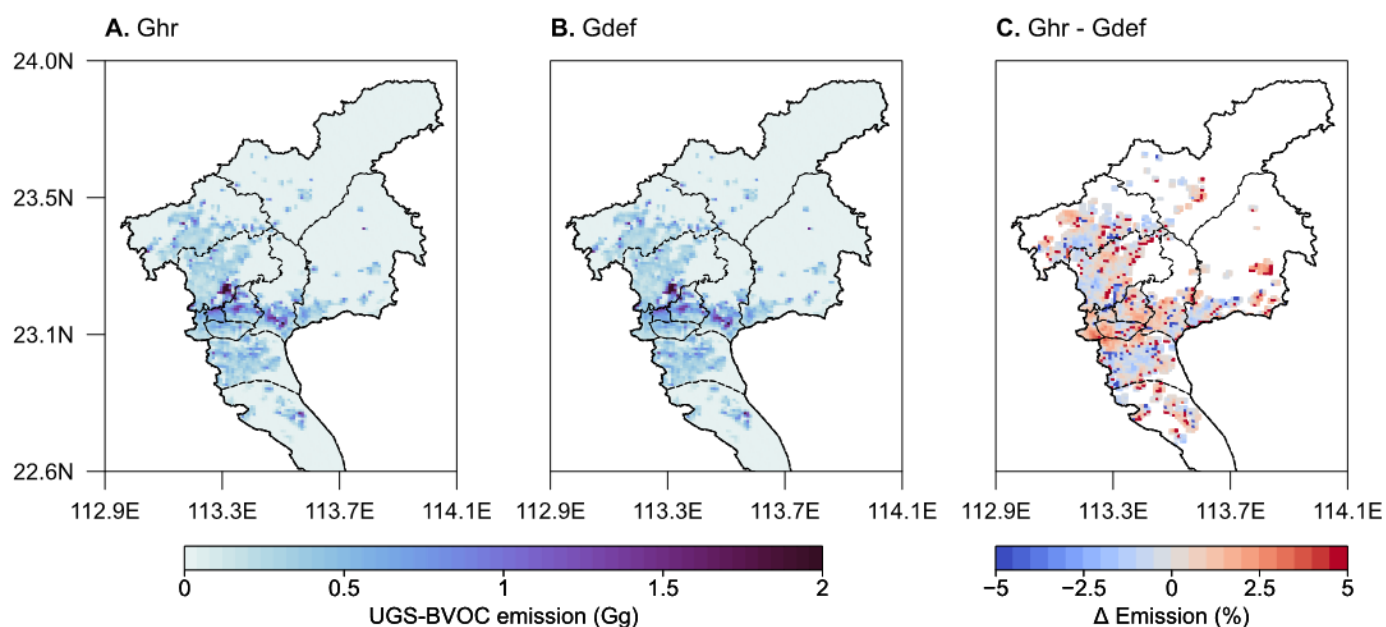 A. Ghr
B. Gdef
C. Ghr - Gdef
24.0N
23.5N
23.1N
22.6N
112.9E 113.3E 113.7E 114.1E
112.9E 113.3E 113.7E 114.1E
112.9E 113.3E 113.7E 114.1E
0 0.5 1 1.5 2
UGS-BVOC emission (Gg)
−5 −2.5 0 2.5 5
Δ Emission (%)